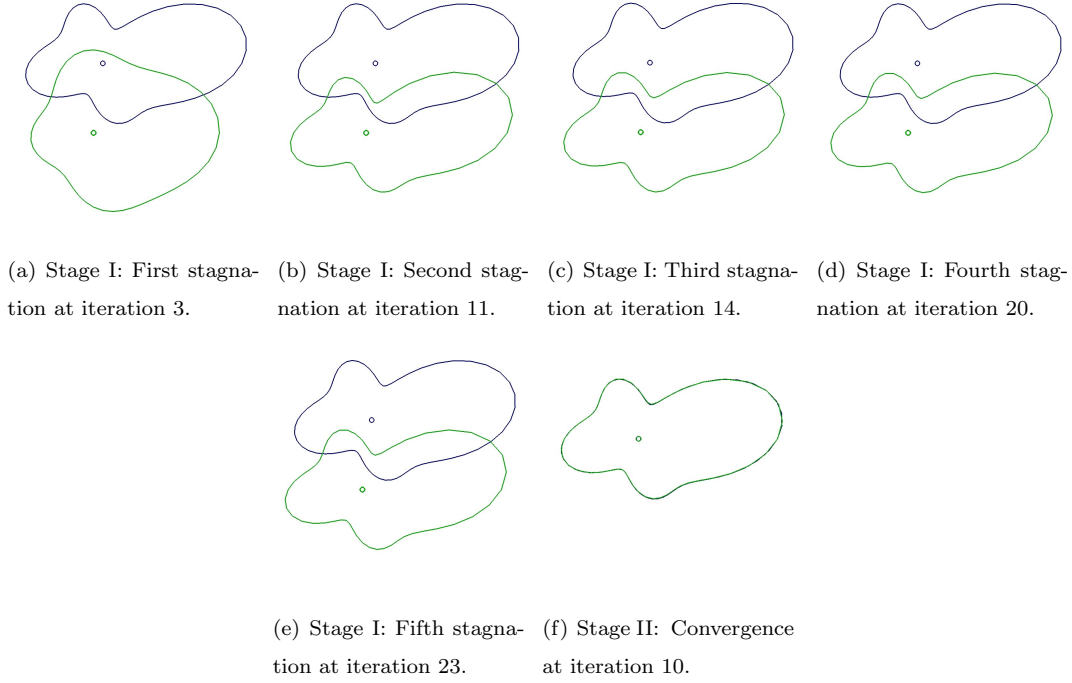 (a) Stage I: First stagna-
tion at iteration 3.
(b) Stage I: Second stag-
nation at iteration 11.
(c) Stage I: Third stagna-
tion at iteration 14.
(d) Stage I: Fourth stag-
nation at iteration 20.
(e) Stage I: Fifth stagna-
tion at iteration 23.
(f) Stage II: Convergence
at iteration 10.